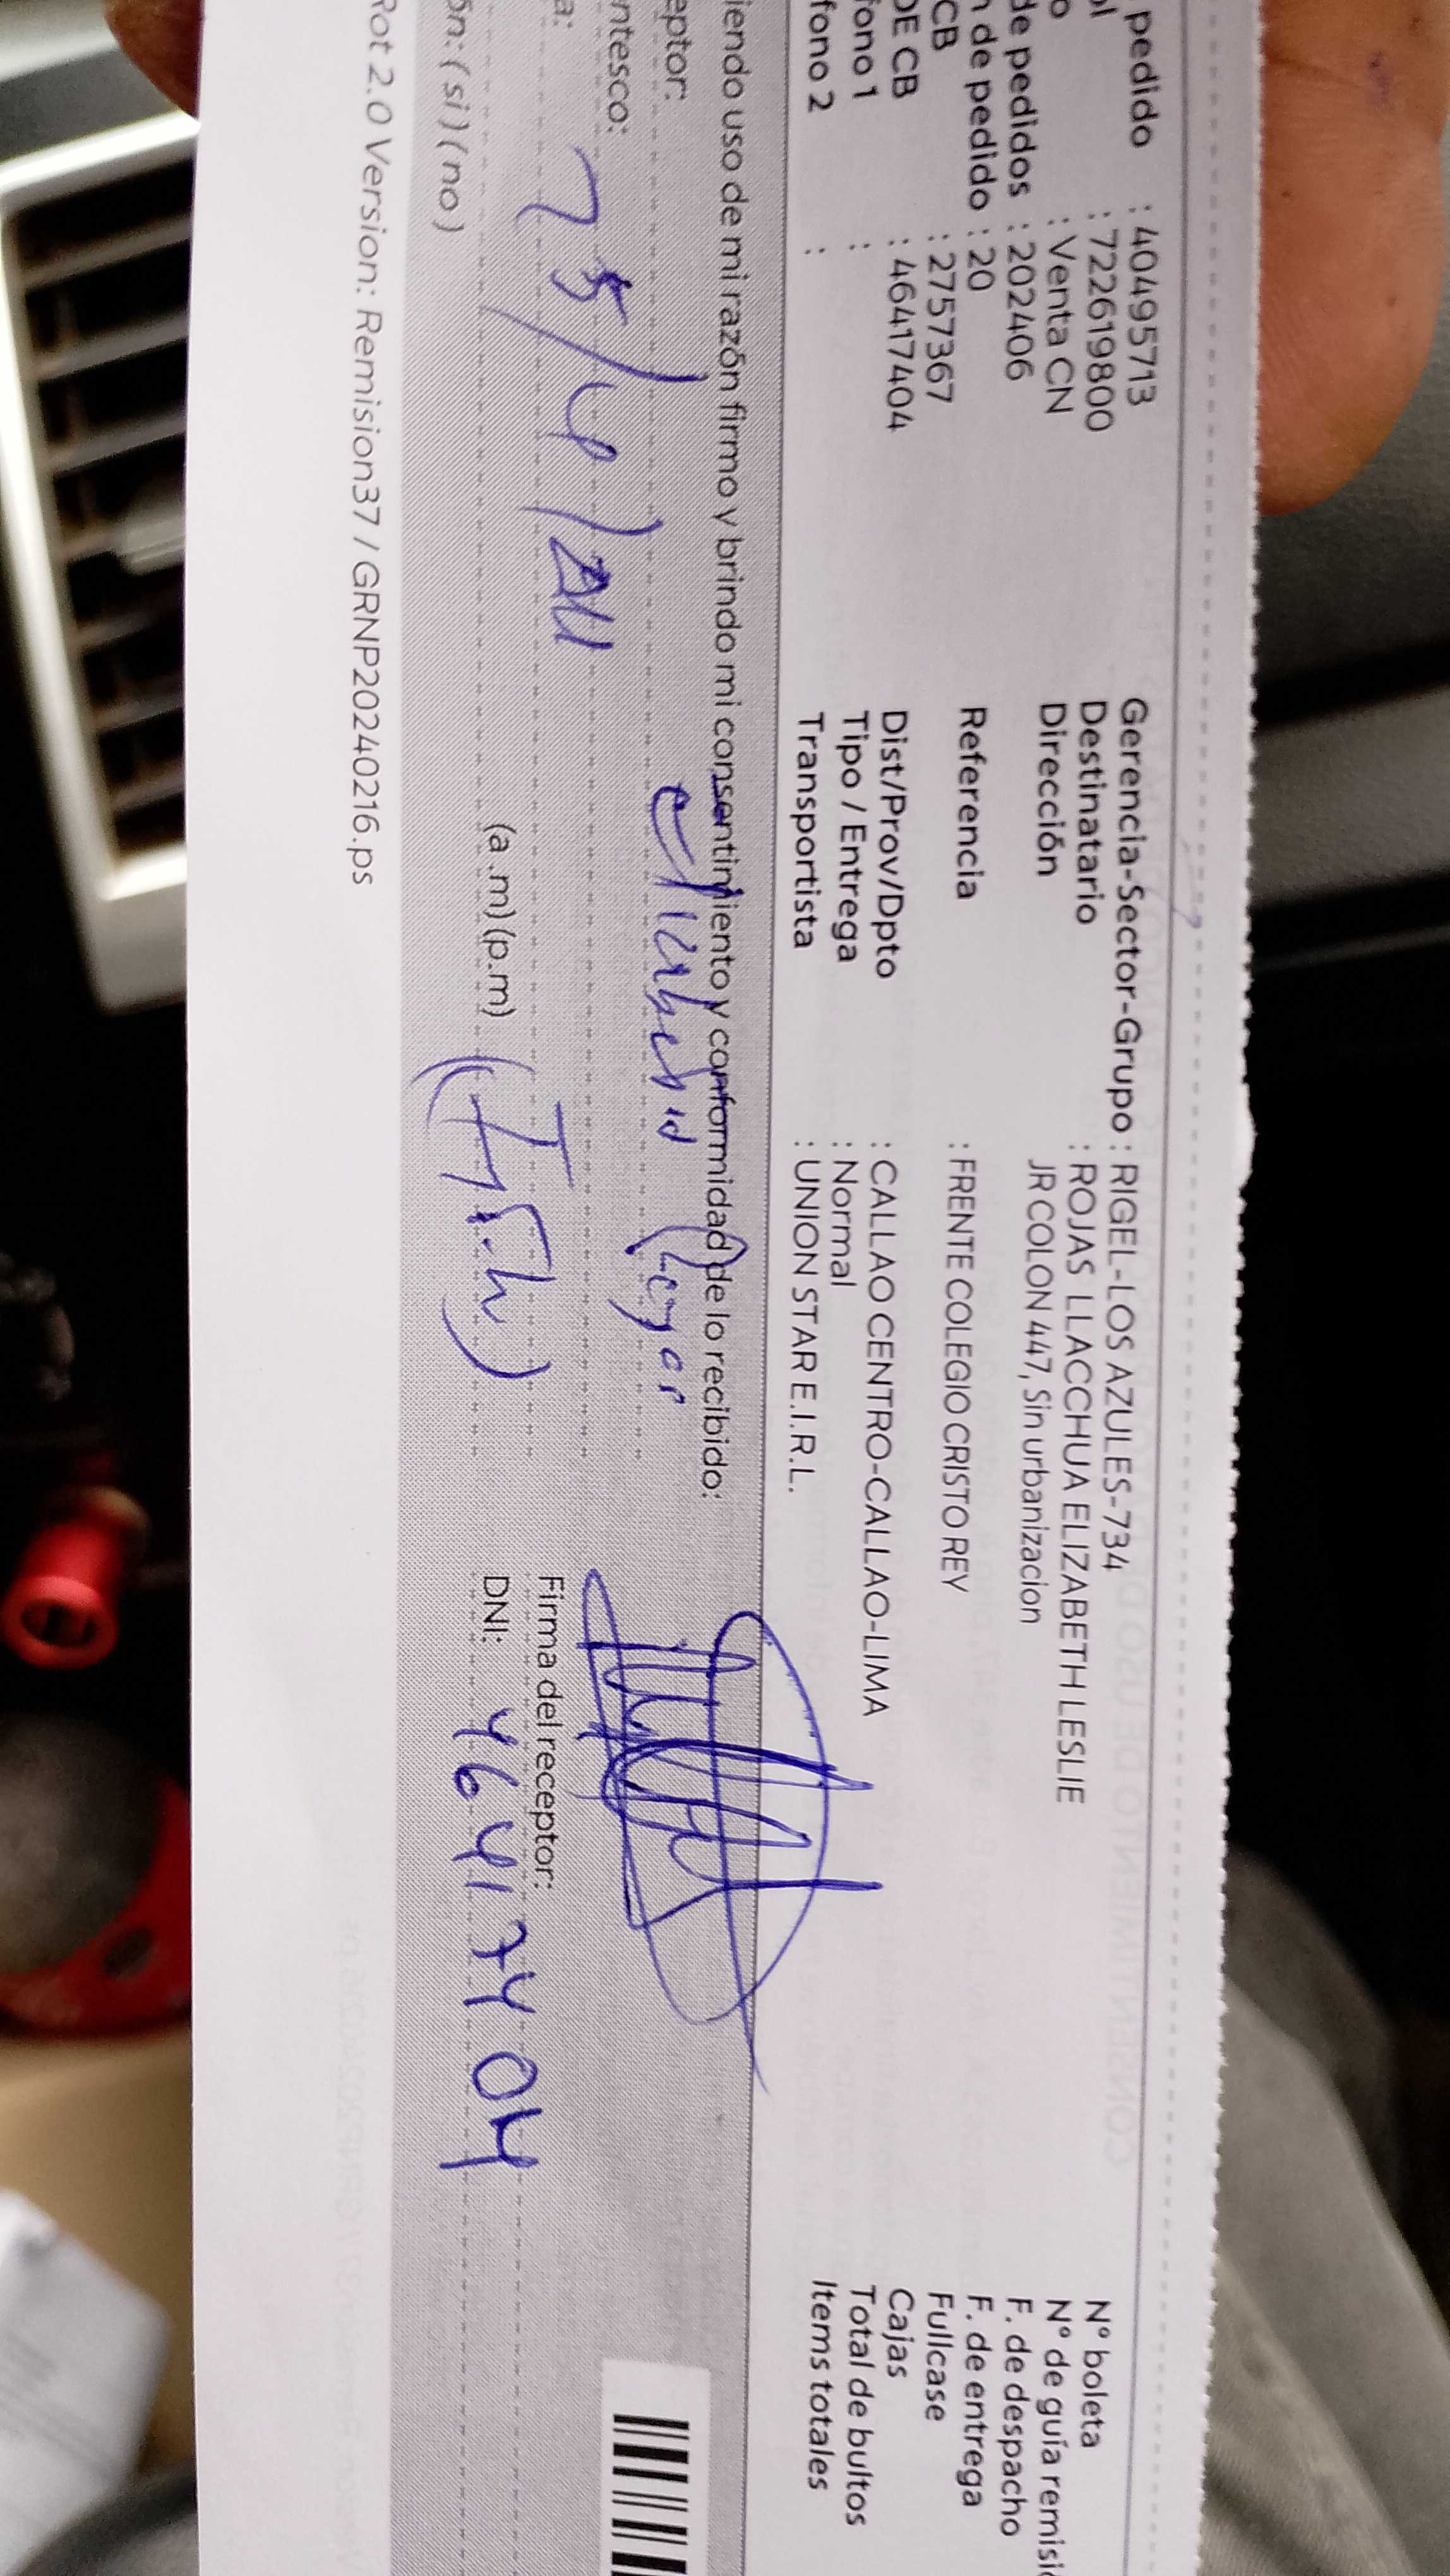 pedido : 40495713
ol : 722619800
o : Venta CN
de pedidos : 202406
n de pedido : 20
CB : 2757367
DE CB : 46417404
fono 1 :
fono 2 :
Gerencia-Sector-Grupo : RIGEL-LOS AZULES-734
Destinatario : ROJAS LLACCHUA ELIZABETH LESLIE
Dirección JR COLON 447, Sin urbanizacion
Referencia : FRENTE COLEGIO CRISTO REY
Dist/Prov/Dpto : CALLAO CENTRO-CALLAO-LIMA
Tipo / Entrega : Normal
Transportista : UNION STAR E.I.R.L.
N° boleta
N° de guía remisi
F. de despacho
F. de entrega
Fullcase
Cajas
Total de bultos
Items totales
iendo uso de mi razón firmo y brindo mi consentimiento y conformidad de lo recibido:
eptor:
ntesco:
a:
(a.m) (p.m)
ón: (si) (no)
Firma del receptor:
DNI: 46417404
Rot 2.0 Version: Remision37 / GRNP20240216.ps